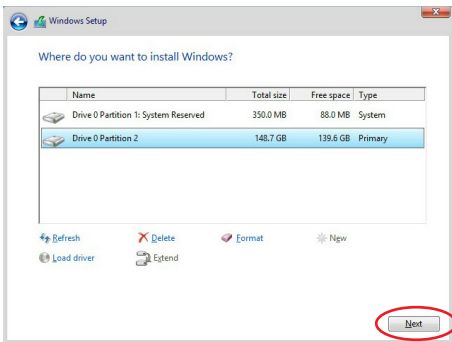 Windows Setup
Where do you want to install Windows?
Name Total size Free space Type
Drive 0 Partition 1: System Reserved 350.0 MB 88.0 MB System
Drive 0 Partition 2 148.7 GB 139.6 GB Primary
Refresh Delete Format New
Load driver Extend
Next